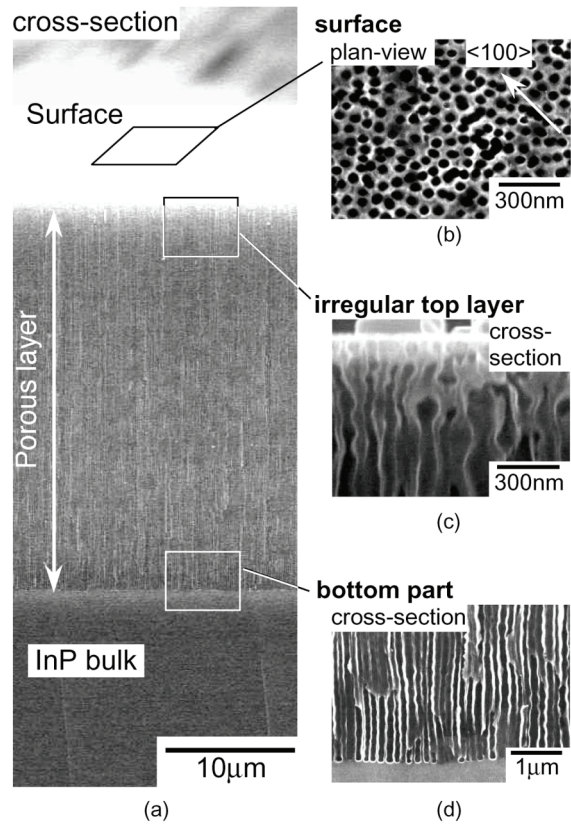 cross-section
Surface
Porous layer
InP bulk
10μm
(a)
surface
plan-view
<100>
300nm
(b)
irregular top layer
cross-
section
300nm
(c)
bottom part
cross-section
1μm
(d)